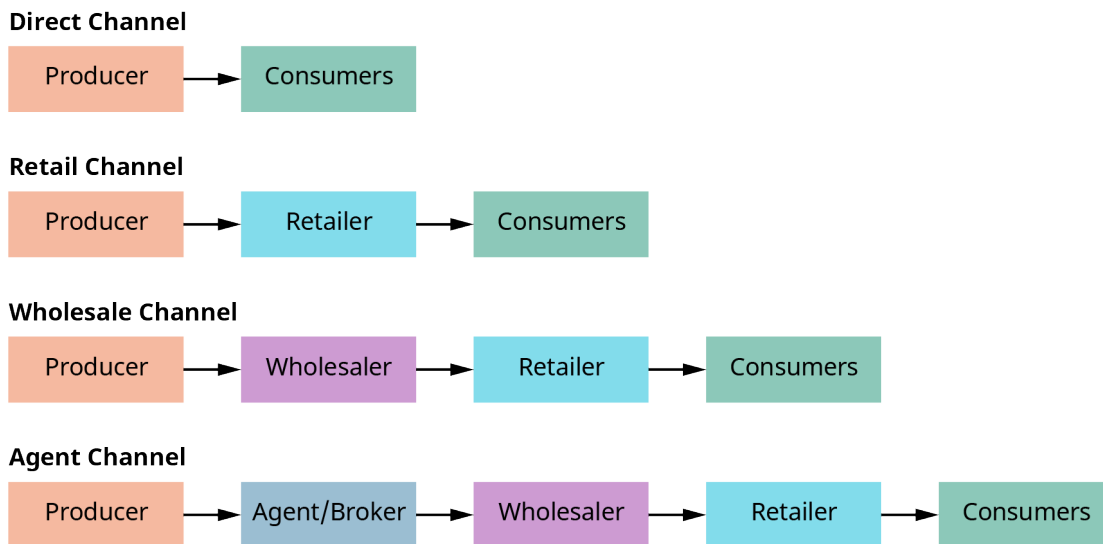 Direct Channel
Producer Consumers
Retail Channel
Producer Retailer Consumers
Wholesale Channel
Producer Wholesaler Retailer Consumers
Agent Channel
Producer Agent/Broker Wholesaler Retailer Consumers